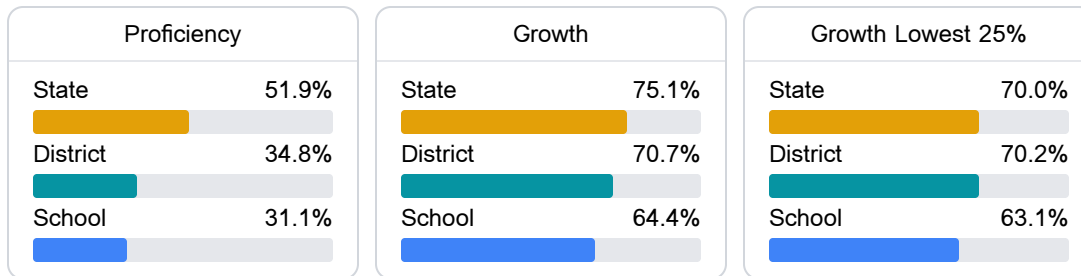 Proficiency
State 51.9%
District 34.8%
School 31.1%
Growth
State 75.1%
District 70.7%
School 64.4%
Growth Lowest 25%
State 70.0%
District 70.2%
School 63.1%